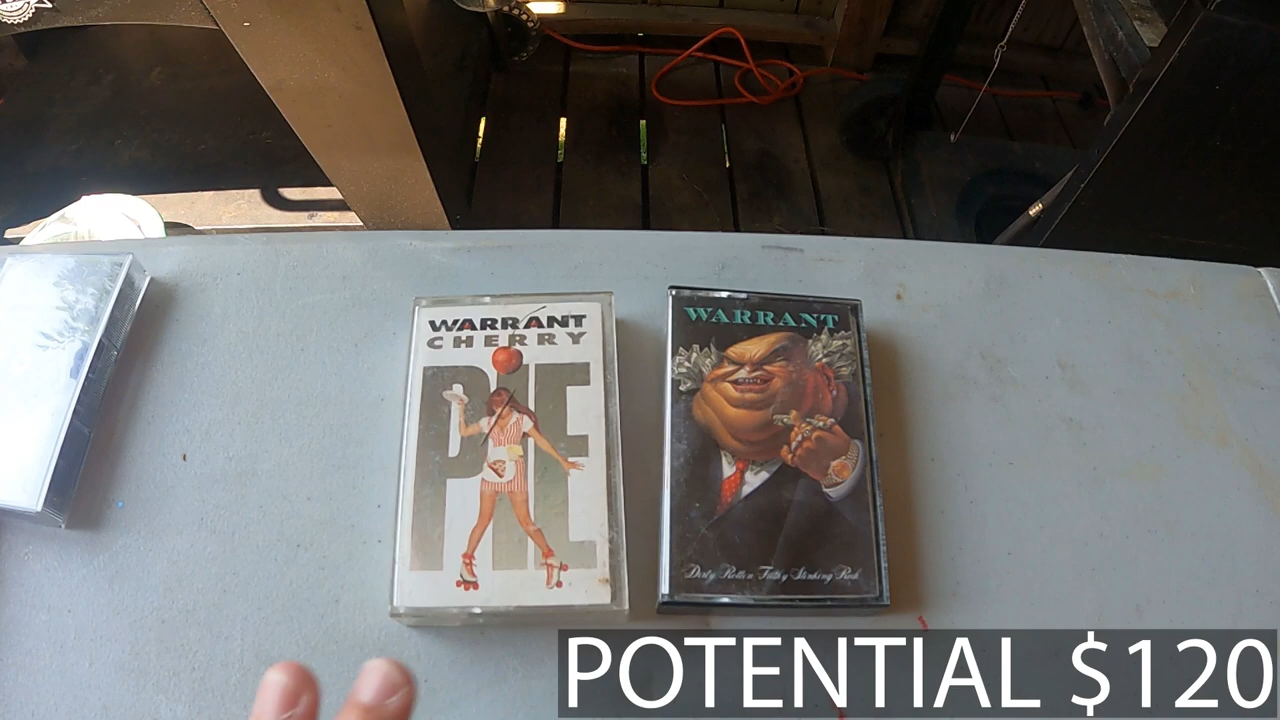 WARRANT
CHERRY
PIE
WARRANT
Dirty Rotten Filthy Stinking Rich
POTENTIAL $120